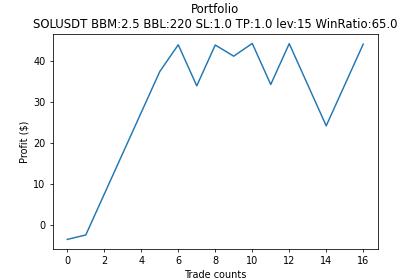 Portfolio
SOLUSDT BBM:2.5 BBL:220 SL:1.0 TP:1.0 lev:15 WinRatio:65.0
40
30
20
10
0
Profit ($)
0 2 4 6 8 10 12 14 16
Trade counts